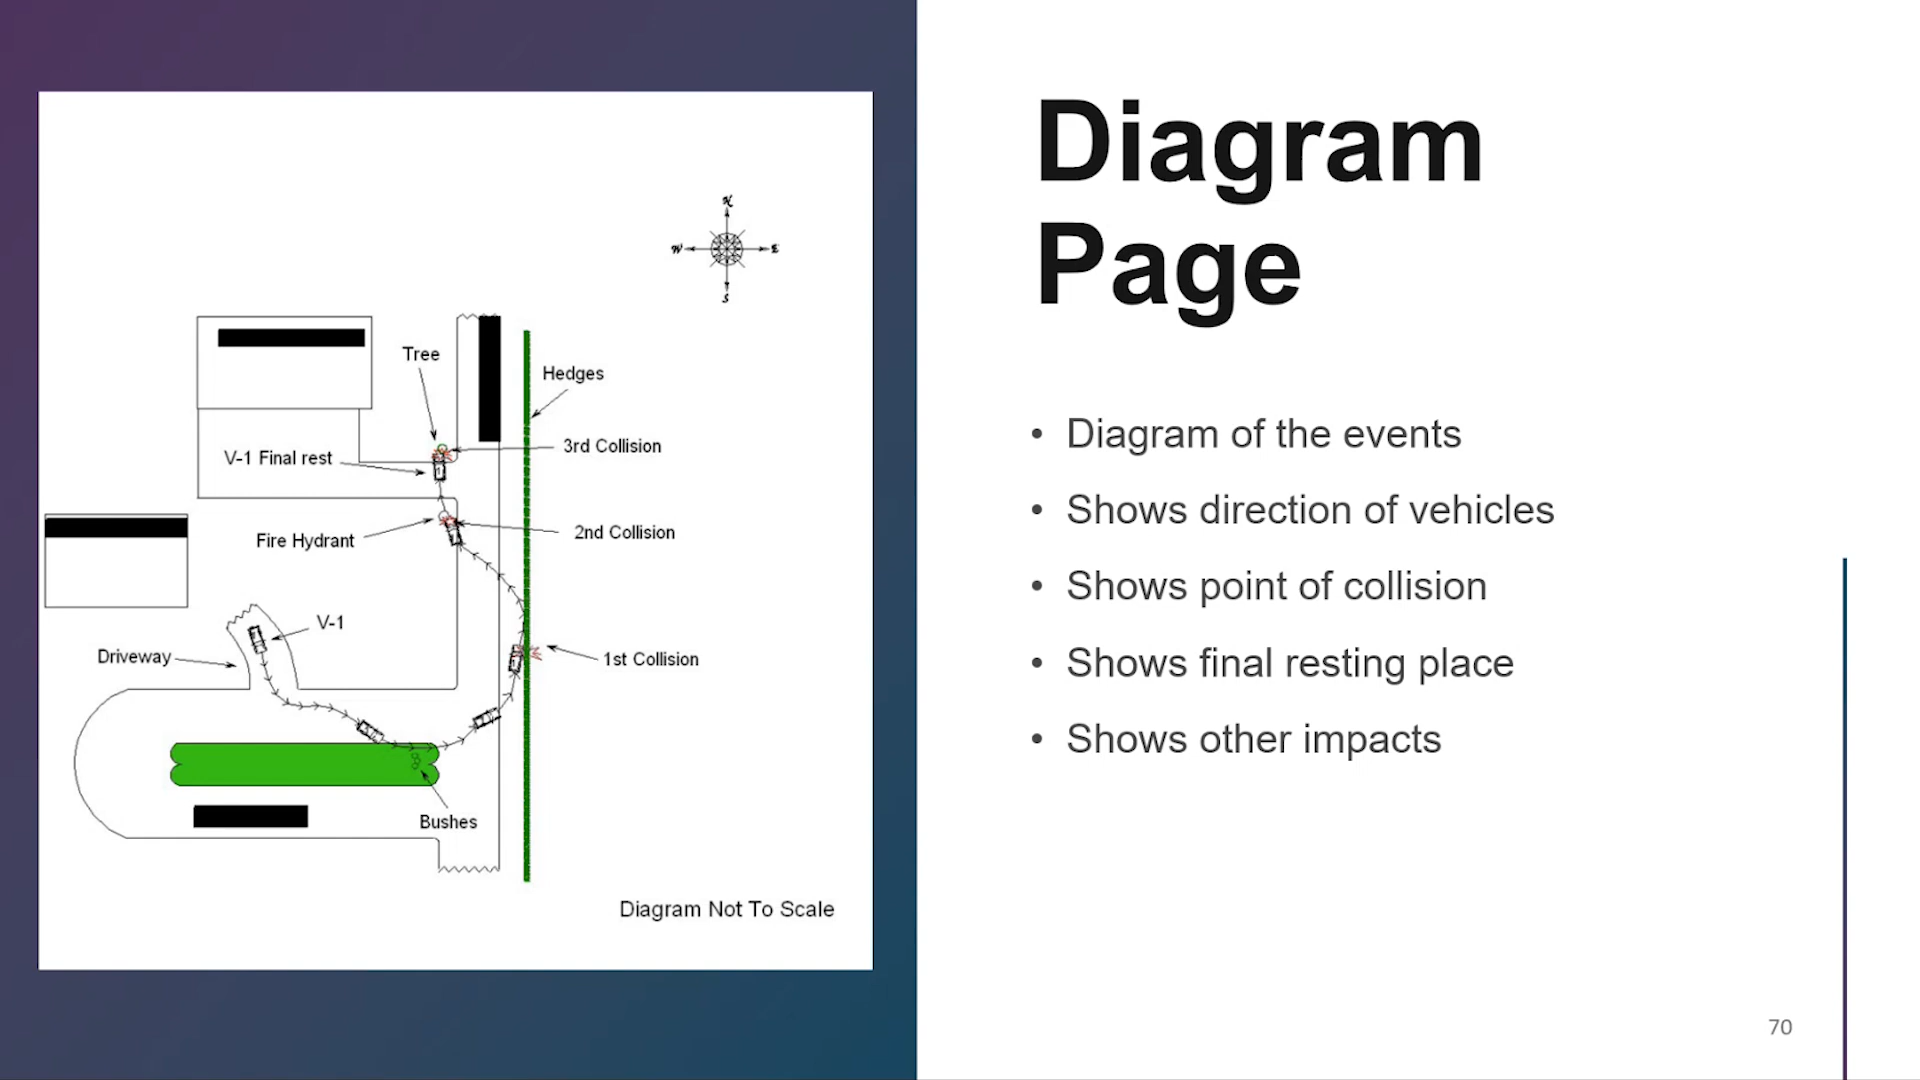 Diagram
Page
• Diagram of the events
• Shows direction of vehicles
• Shows point of collision
• Shows final resting place
• Shows other impacts
N
W
E
S
Tree
Hedges
3rd Collision
V-1 Final rest
2nd Collision
Fire Hydrant
V-1
Driveway
1st Collision
Bushes
Diagram Not To Scale
70